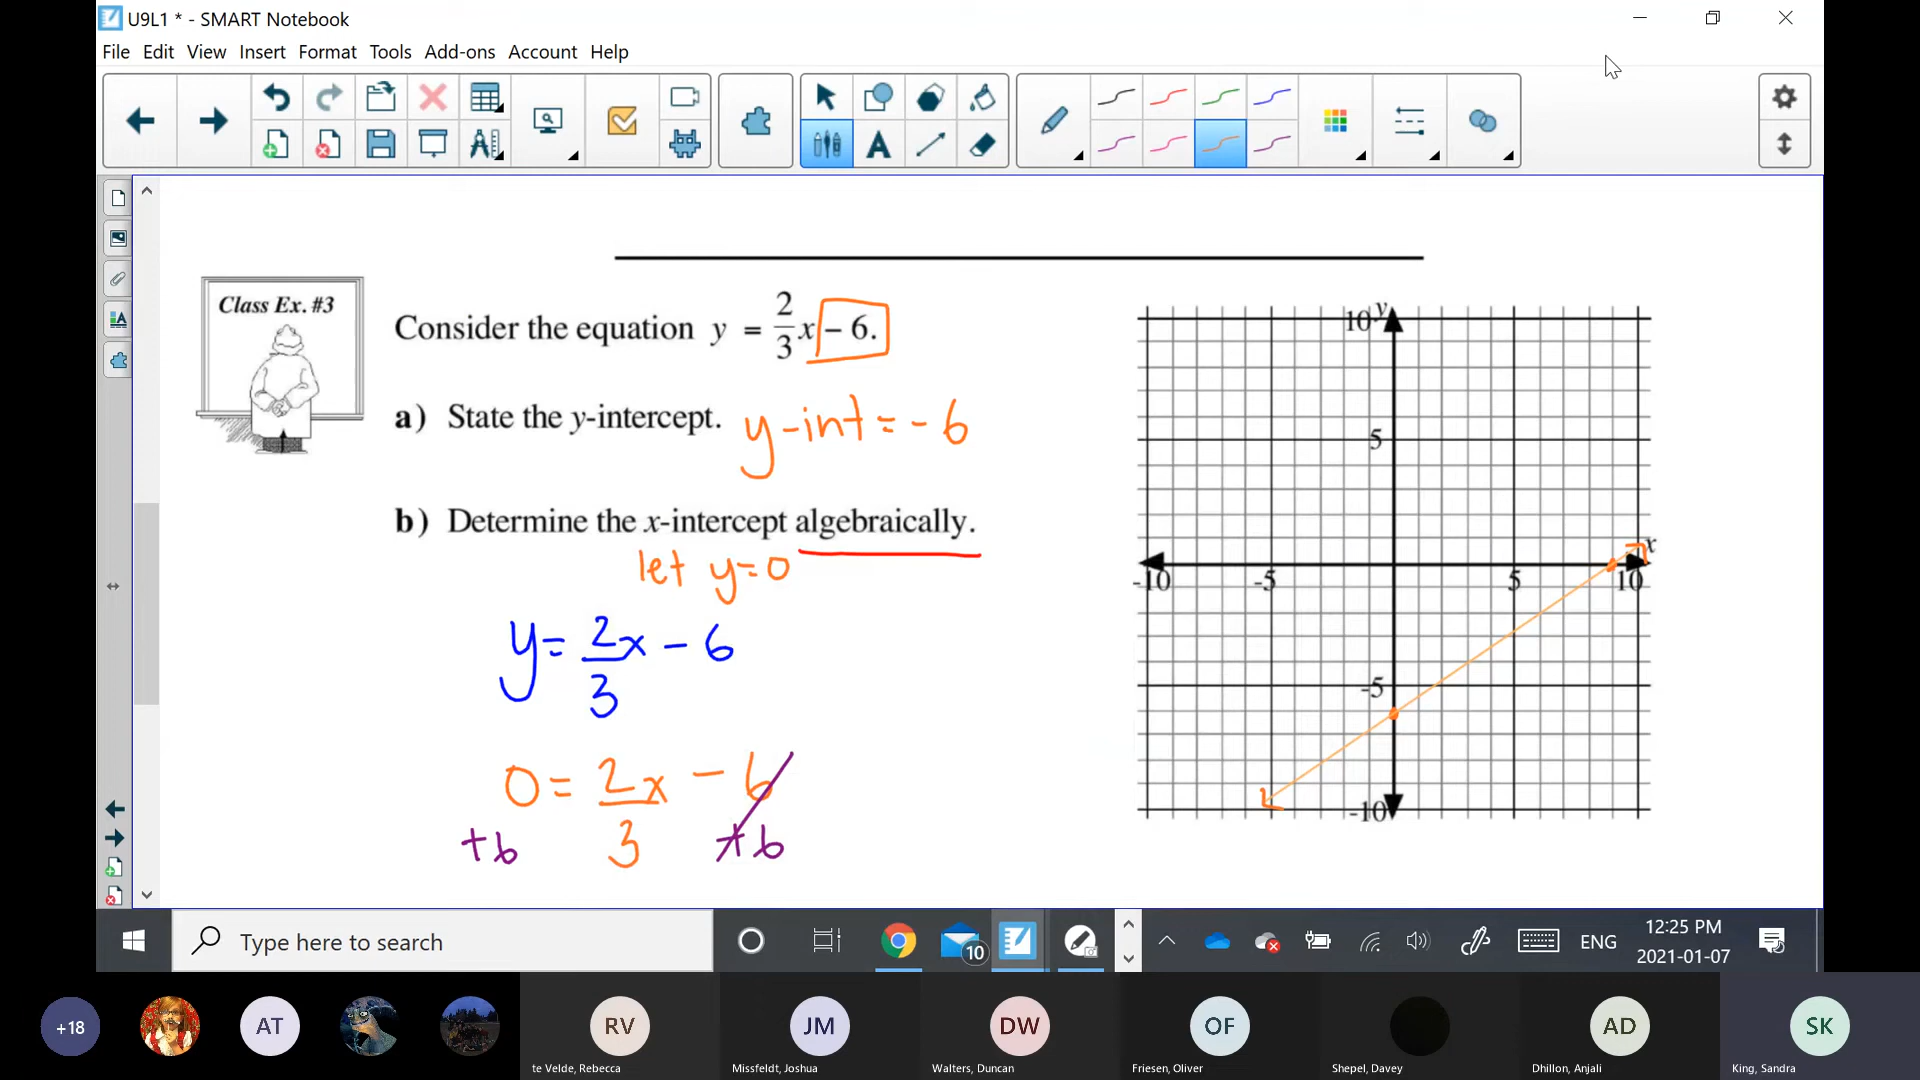 U9L1 * - SMART Notebook
File Edit View Insert Format Tools Add-ons Account Help
Class Ex. #3
Consider the equation y = 2/3 x - 6.
a) State the y-intercept. y-int = -6
b) Determine the x-intercept algebraically.
let y=0
y = 2x/3 - 6
0 = 2x/3 - 6
+6 +6
10 y
5
-10 -5 5 10 x
-5
-10
Type here to search
10
ENG
12:25 PM
2021-01-07
+18 AT RV JM DW OF AD SK
te Velde, Rebecca Missfeldt, Joshua Walters, Duncan Friesen, Oliver Shepel, Davey Dhillon, Anjali King, Sandra